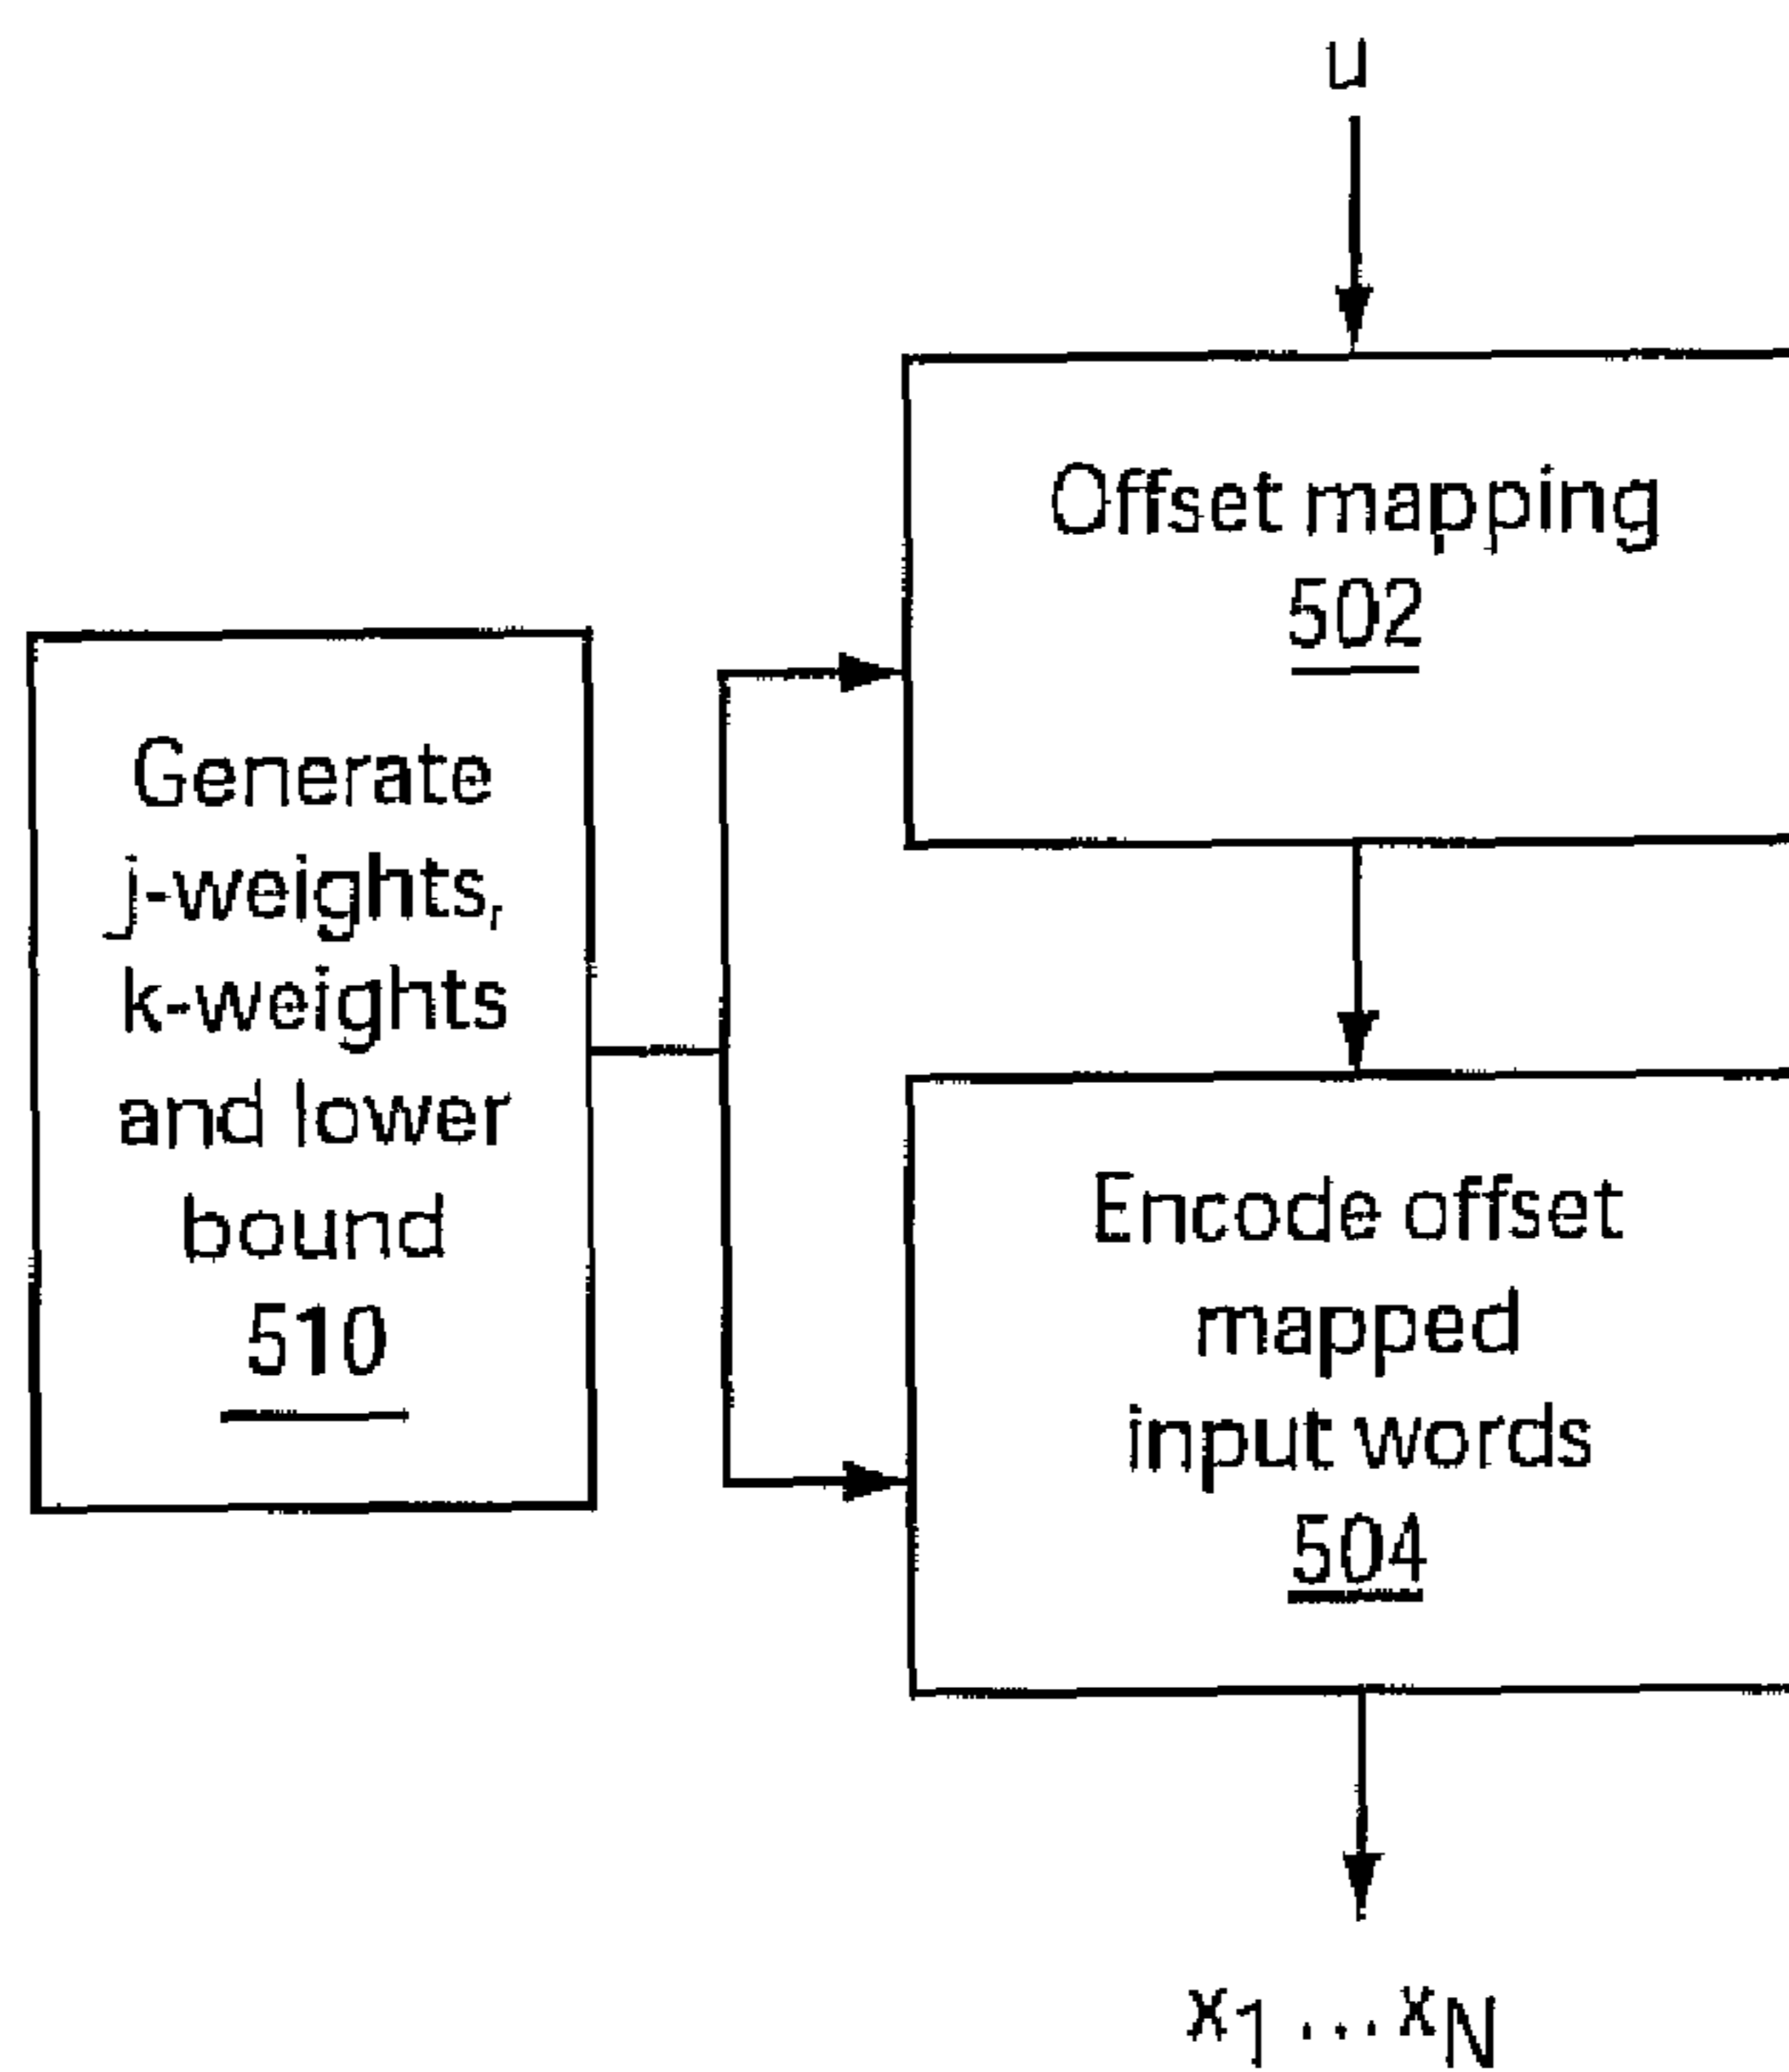 u
Offset mapping
502
Generate
j-weights,
k-weights
and lower
bound
510
Encode offset
mapped
input words
504
x1 ... xN